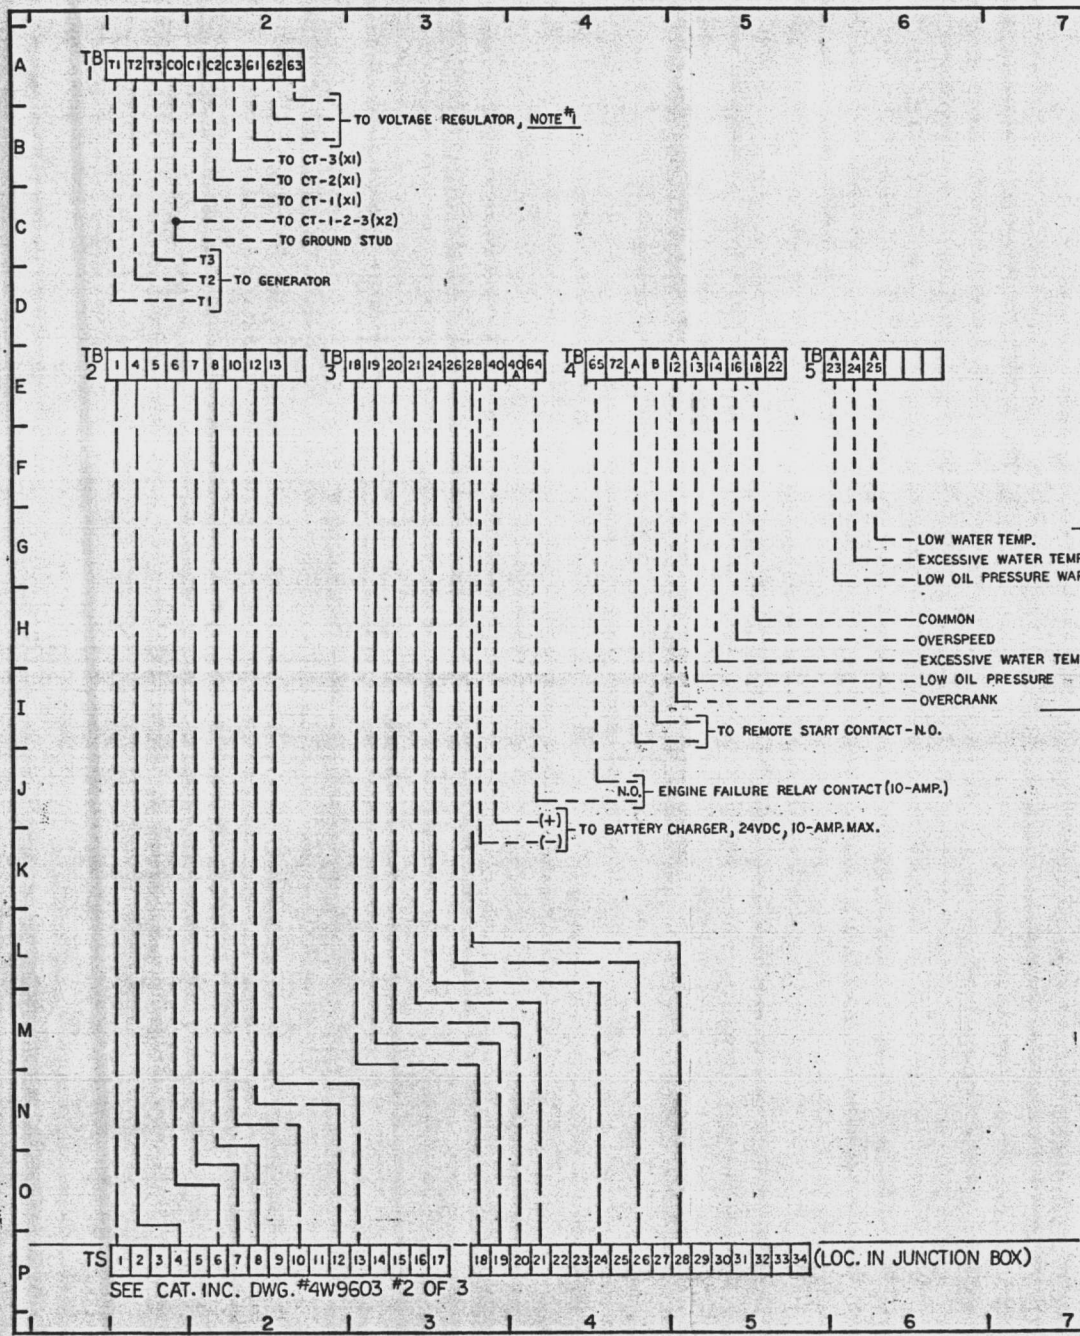 2 3 4 5 6 7
A
B
C
D
E
F
G
H
I
J
K
L
M
N
O
P
TB 1 T1 T2 T3 C0 C1 C2 C3 61 62 63
TO VOLTAGE REGULATOR, NOTE #1
TO CT-3(X1)
TO CT-2(X1)
TO CT-1(X1)
TO CT-1-2-3(X2)
TO GROUND STUD
T3
T2 TO GENERATOR
T1
TB 2 1 4 5 6 7 8 10 12 13
TB 3 18 19 20 21 24 26 28 40 40A 64
TB 4 65 72 A B A12 A13 A14 A16 A18 A22
TB 5 A23 A24 A25
LOW WATER TEMP.
EXCESSIVE WATER TEMP
LOW OIL PRESSURE WAR
COMMON
OVERSPEED
EXCESSIVE WATER TEM
LOW OIL PRESSURE
OVERCRANK
TO REMOTE START CONTACT-N.O.
N.O. ENGINE FAILURE RELAY CONTACT (10-AMP.)
(+)
TO BATTERY CHARGER, 24VDC, 10-AMP. MAX.
(-)
TS 1 2 3 4 5 6 7 8 9 10 11 12 13 14 15 16 17 18 19 20 21 22 23 24 25 26 27 28 29 30 31 32 33 34 (LOC. IN JUNCTION BOX)
SEE CAT. INC. DWG. #4W9603 #2 OF 3
2 3 4 5 6 7